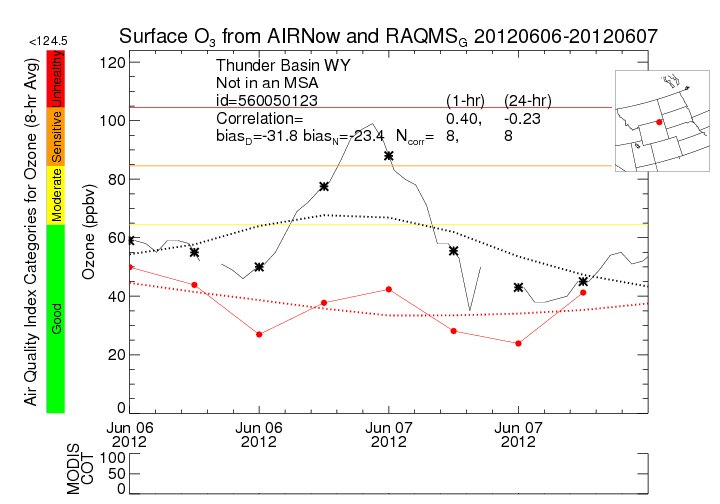 Surface O3 from AIRNow and RAQMSG 20120606-20120607
<124.5
Air Quality Index Categories for Ozone (8-hr Avg)
Unhealthy
Sensitive
Moderate
Good
Ozone (ppbv)
120
100
80
60
40
20
0
Thunder Basin WY
Not in an MSA
id=560050123 (1-hr) (24-hr)
Correlation= 0.40, -0.23
biasD=-31.8 biasN=-23.4 Ncorr= 8, 8
Jun 06 Jun 06 Jun 07 Jun 07
2012 2012 2012 2012
MODIS
COT
100
50
0